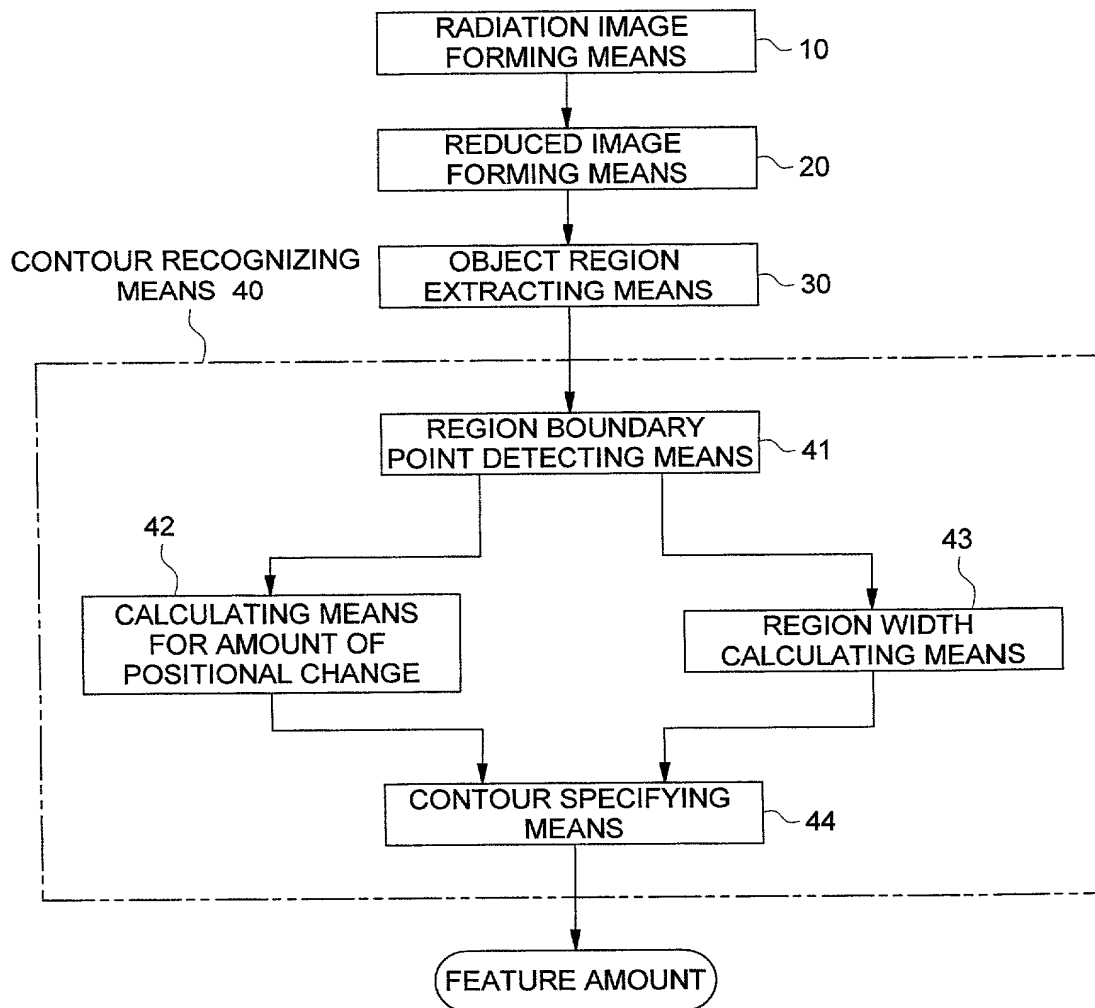 RADIATION IMAGE
FORMING MEANS
10
REDUCED IMAGE
FORMING MEANS
20
CONTOUR RECOGNIZING
MEANS 40
OBJECT REGION
EXTRACTING MEANS
30
REGION BOUNDARY
POINT DETECTING MEANS
41
42
CALCULATING MEANS
FOR AMOUNT OF
POSITIONAL CHANGE
43
REGION WIDTH
CALCULATING MEANS
CONTOUR SPECIFYING
MEANS
44
FEATURE AMOUNT